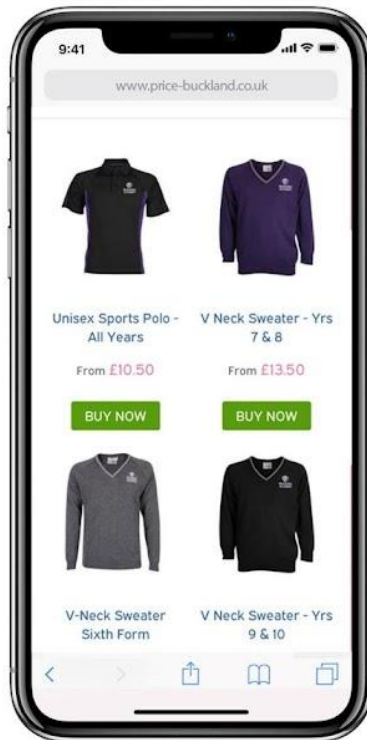 9:41
www.price-buckland.co.uk
Unisex Sports Polo -
All Years
From £10.50
BUY NOW
V Neck Sweater - Yrs
7 & 8
From £13.50
BUY NOW
V-Neck Sweater
Sixth Form
V Neck Sweater - Yrs
9 & 10